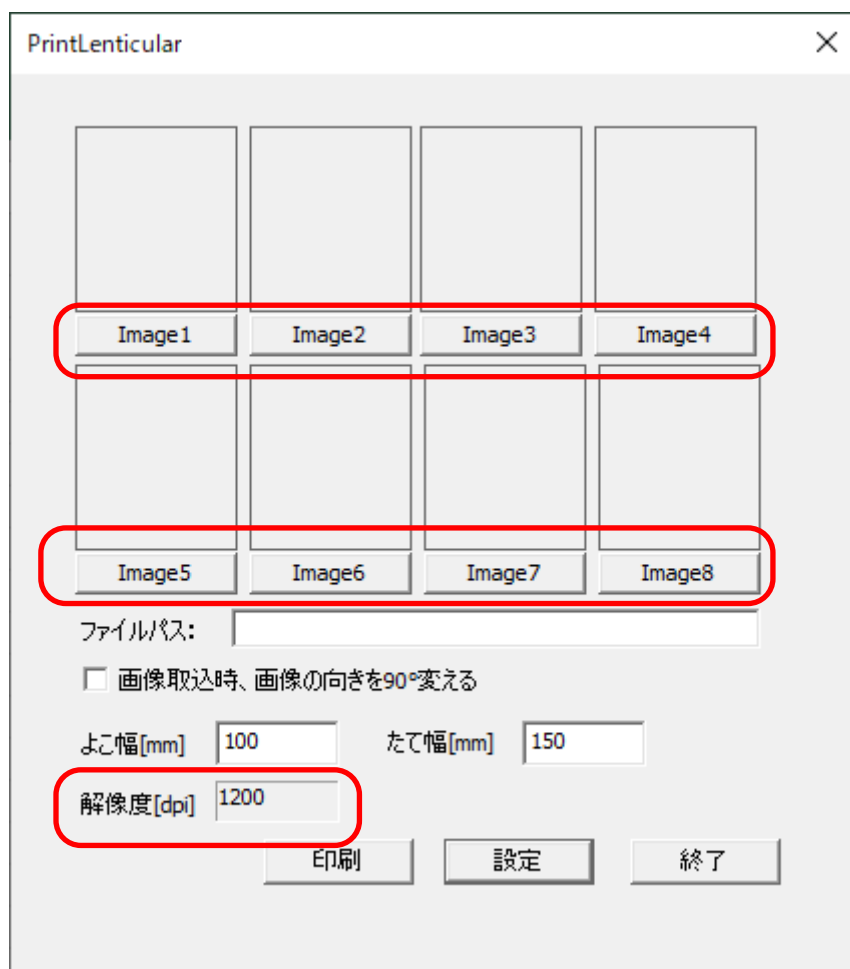 PrintLenticular
Image1 Image2 Image3 Image4
Image5 Image6 Image7 Image8
ファイルパス:
画像取込時、画像の向きを90°変える
よこ幅[mm] 100 たて幅[mm] 150
解像度[dpi] 1200
印刷 設定 終了